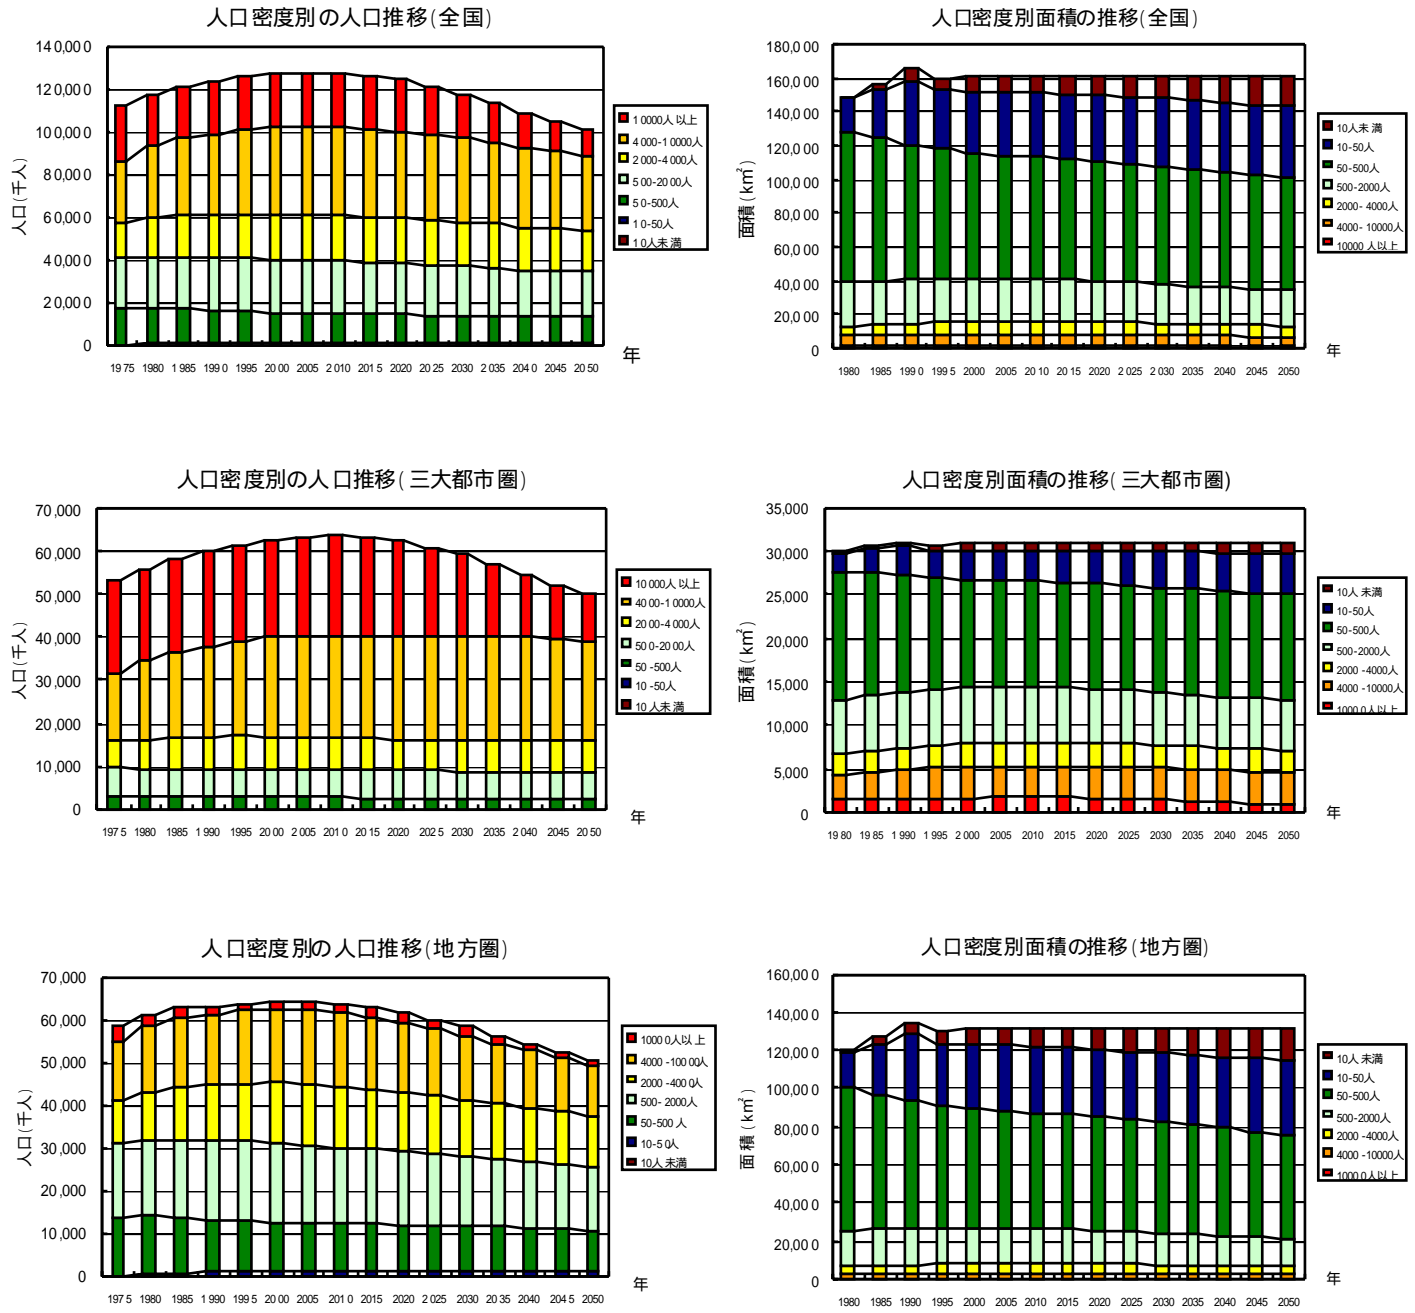 人口密度別の人口推移(全国)
人口(千人)
140,000
120,000
100,000
80,000
60,000
40,000
20,000
0
1975 1980 1985 1990 1995 2000 2005 2010 2015 2020 2025 2030 2035 2040 2045 2050
年
10000人以上
4000-10000人
2000-4000人
500-2000人
50-500人
10-50人
10人未満
人口密度別面積の推移(全国)
面積(km²)
180,000
160,000
140,000
120,000
100,000
80,000
60,000
40,000
20,000
0
1980 1985 1990 1995 2000 2005 2010 2015 2020 2025 2030 2035 2040 2045 2050
年
10人未満
10-50人
50-500人
500-2000人
2000-4000人
4000-10000人
10000人以上
人口密度別の人口推移(三大都市圏)
人口(千人)
70,000
60,000
50,000
40,000
30,000
20,000
10,000
0
1975 1980 1985 1990 1995 2000 2005 2010 2015 2020 2025 2030 2035 2040 2045 2050
年
10000人以上
4000-10000人
2000-4000人
500-2000人
50-500人
10-50人
10人未満
人口密度別面積の推移(三大都市圏)
面積(km²)
35,000
30,000
25,000
20,000
15,000
10,000
5,000
0
1980 1985 1990 1995 2000 2005 2010 2015 2020 2025 2030 2035 2040 2045 2050
年
10人未満
10-50人
50-500人
500-2000人
2000-4000人
4000-10000人
10000人以上
人口密度別の人口推移(地方圏)
人口(千人)
70,000
60,000
50,000
40,000
30,000
20,000
10,000
0
1975 1980 1985 1990 1995 2000 2005 2010 2015 2020 2025 2030 2035 2040 2045 2050
年
10000人以上
4000-10000人
2000-4000人
500-2000人
50-500人
10-50人
10人未満
人口密度別面積の推移(地方圏)
面積(km²)
160,000
140,000
120,000
100,000
80,000
60,000
40,000
20,000
0
1980 1985 1990 1995 2000 2005 2010 2015 2020 2025 2030 2035 2040 2045 2050
年
10人未満
10-50人
50-500人
500-2000人
2000-4000人
4000-10000人
10000人以上